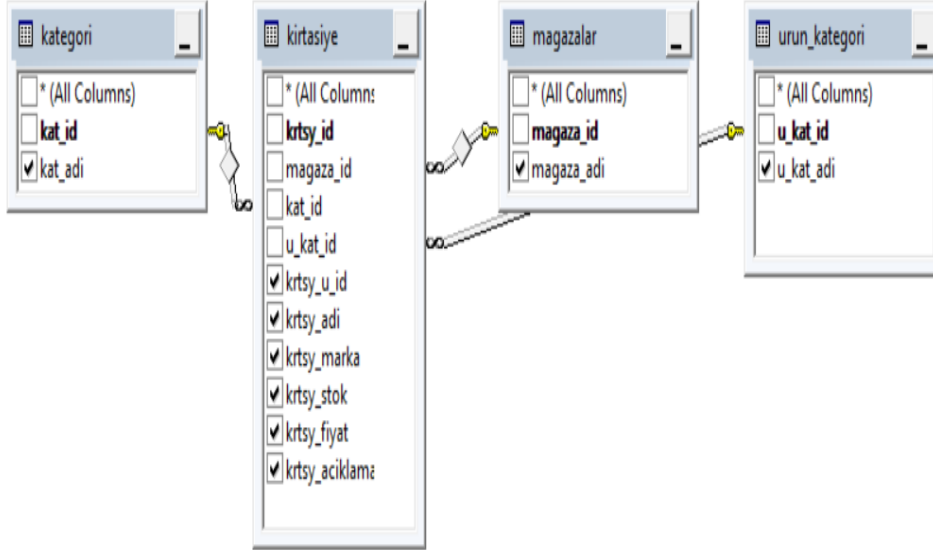 kategori
* (All Columns)
kat_id
kat_adi
kirtasiye
* (All Columns
krtsy_id
magaza_id
kat_id
u_kat_id
krtsy_u_id
krtsy_adi
krtsy_marka
krtsy_stok
krtsy_fiyat
krtsy_aciklama
magazalar
* (All Columns)
magaza_id
magaza_adi
urun_kategori
* (All Columns)
u_kat_id
u_kat_adi